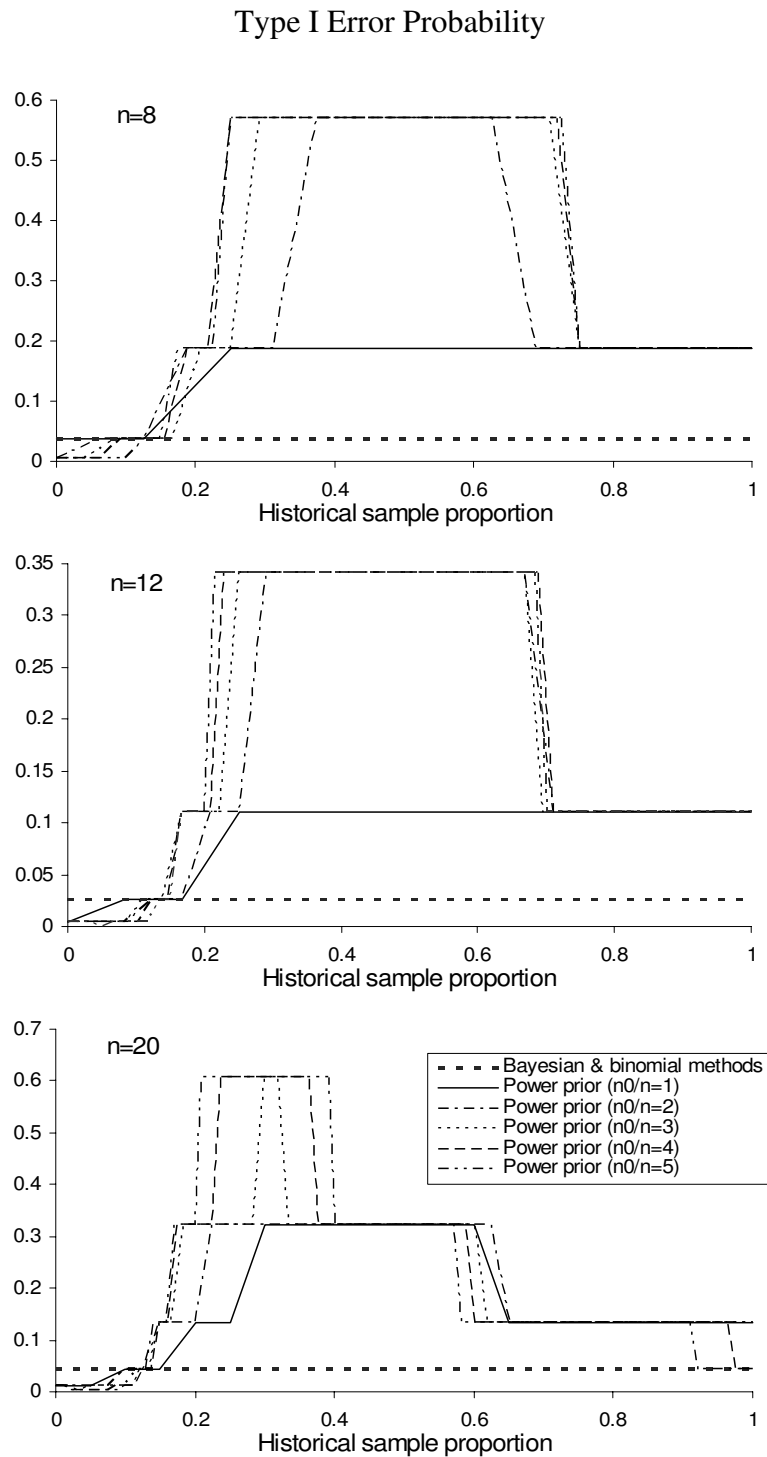 Type I Error Probability
n=8
0.6
0.5
0.4
0.3
0.2
0.1
0
0 0.2 0.4 0.6 0.8 1
Historical sample proportion
n=12
0.35
0.3
0.25
0.2
0.15
0.1
0.05
0
0 0.2 0.4 0.6 0.8 1
Historical sample proportion
n=20
0.7
0.6
0.5
0.4
0.3
0.2
0.1
0
Bayesian & binomial methods
Power prior (n0/n=1)
Power prior (n0/n=2)
Power prior (n0/n=3)
Power prior (n0/n=4)
Power prior (n0/n=5)
0 0.2 0.4 0.6 0.8 1
Historical sample proportion